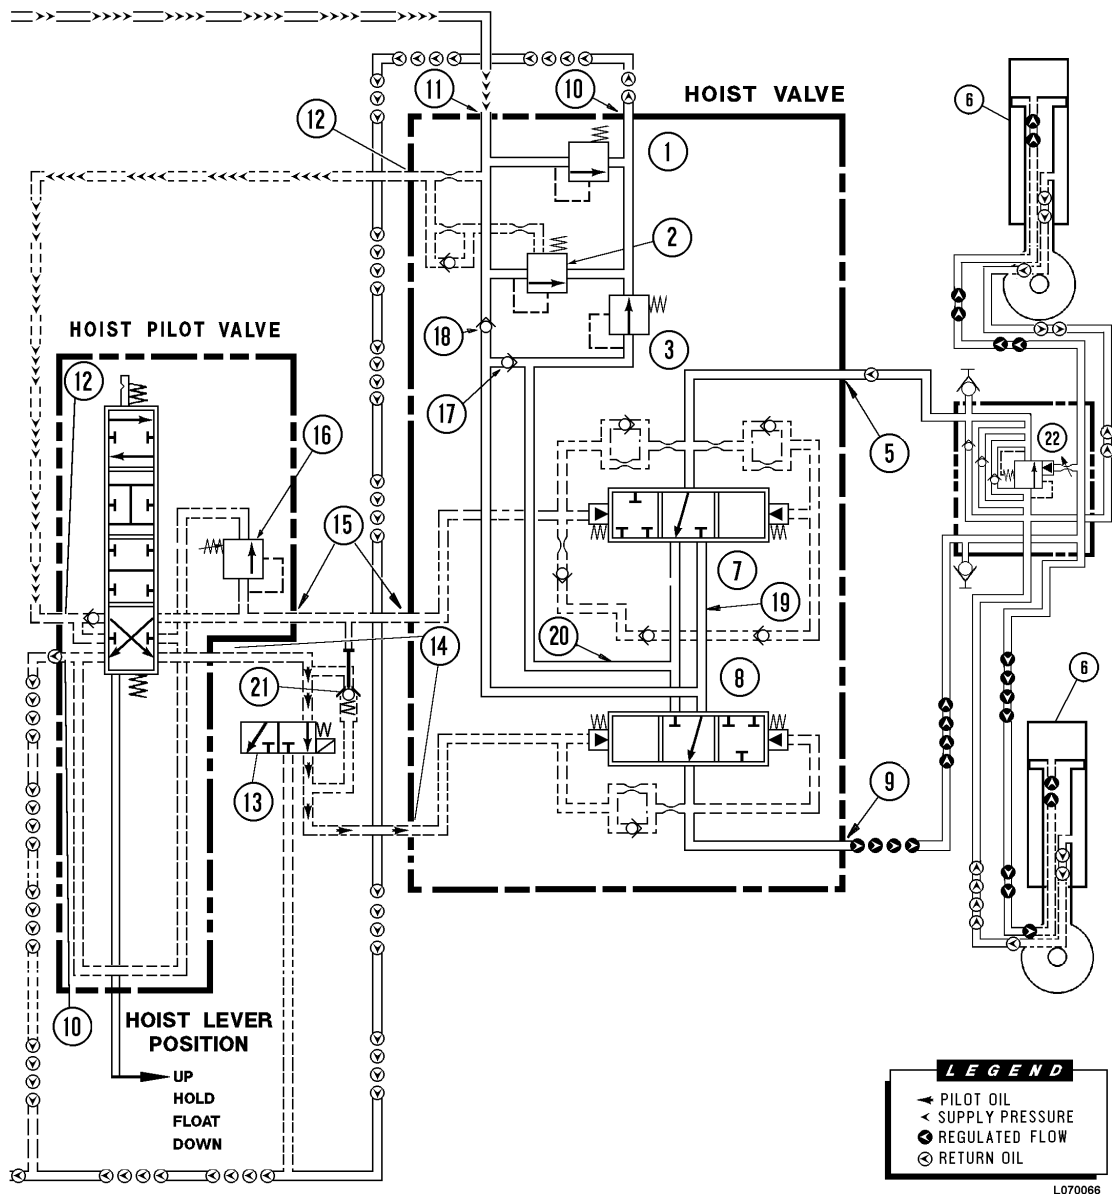 HOIST VALVE
11
10
12
6
1
2
18
3
HOIST PILOT VALVE
12
17
16
5
22
15
7
19
20
14
8
21
6
13
9
10
HOIST LEVER
POSITION
UP
HOLD
FLOAT
DOWN
LEGEND
PILOT OIL
SUPPLY PRESSURE
REGULATED FLOW
RETURN OIL
L070066